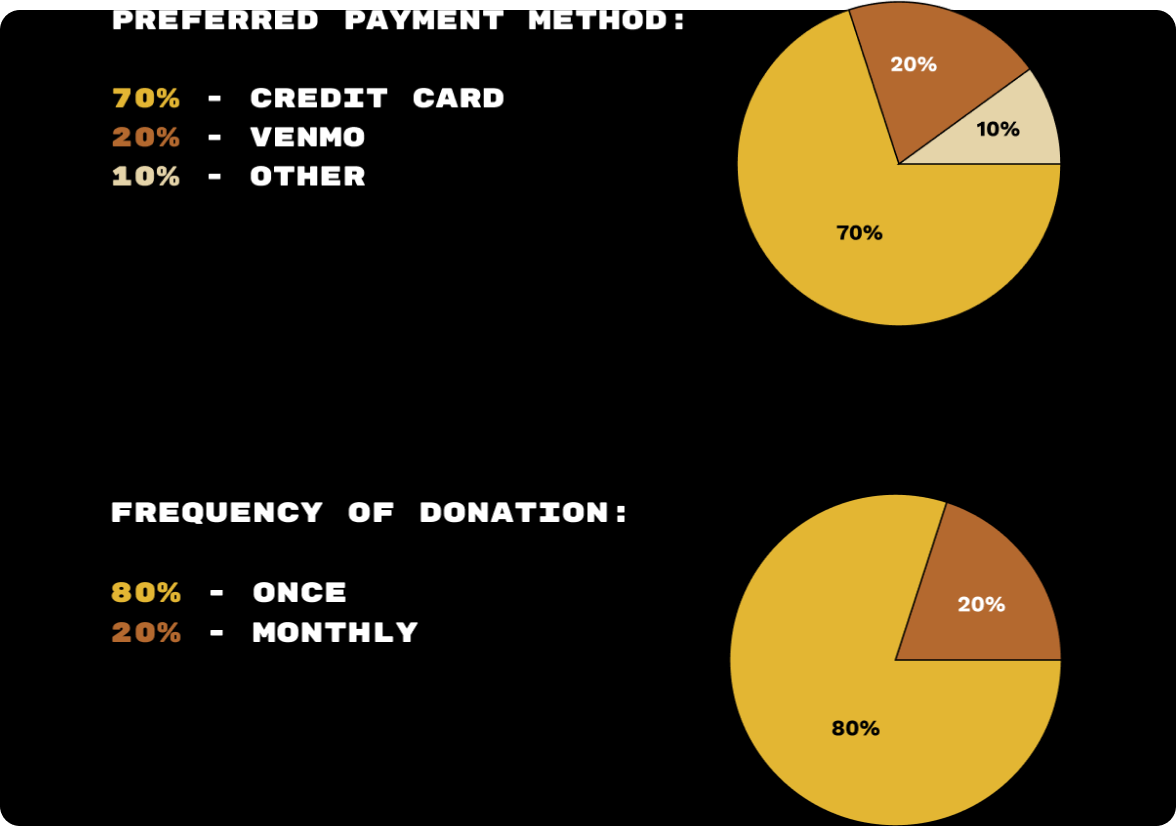 PREFERRED PAYMENT METHOD:
70% - CREDIT CARD
20% - VENMO
10% - OTHER
20%
10%
70%
FREQUENCY OF DONATION:
80% - ONCE
20% - MONTHLY
20%
80%